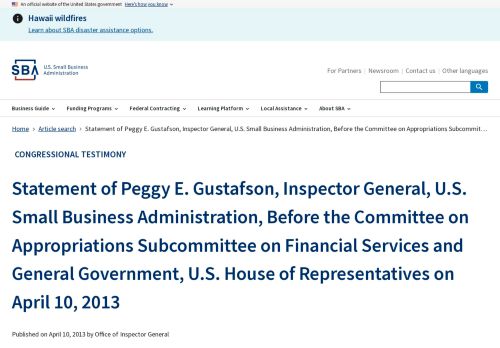 An official website of the United States government Here's how you know
Hawaii wildfires
Learn about SBA disaster assistance options.
SBA U.S. Small Business
Administration
For Partners Newsroom Contact us Other languages
Business Guide Funding Programs Federal Contracting Learning Platform Local Assistance About SBA
Home Article search Statement of Peggy E. Gustafson, Inspector General, U.S. Small Business Administration, Before the Committee on Appropriations Subcommit...
CONGRESSIONAL TESTIMONY
Statement of Peggy E. Gustafson, Inspector General, U.S.
Small Business Administration, Before the Committee on
Appropriations Subcommittee on Financial Services and
General Government, U.S. House of Representatives on
April 10, 2013
Published on April 10, 2013 by Office of Inspector General